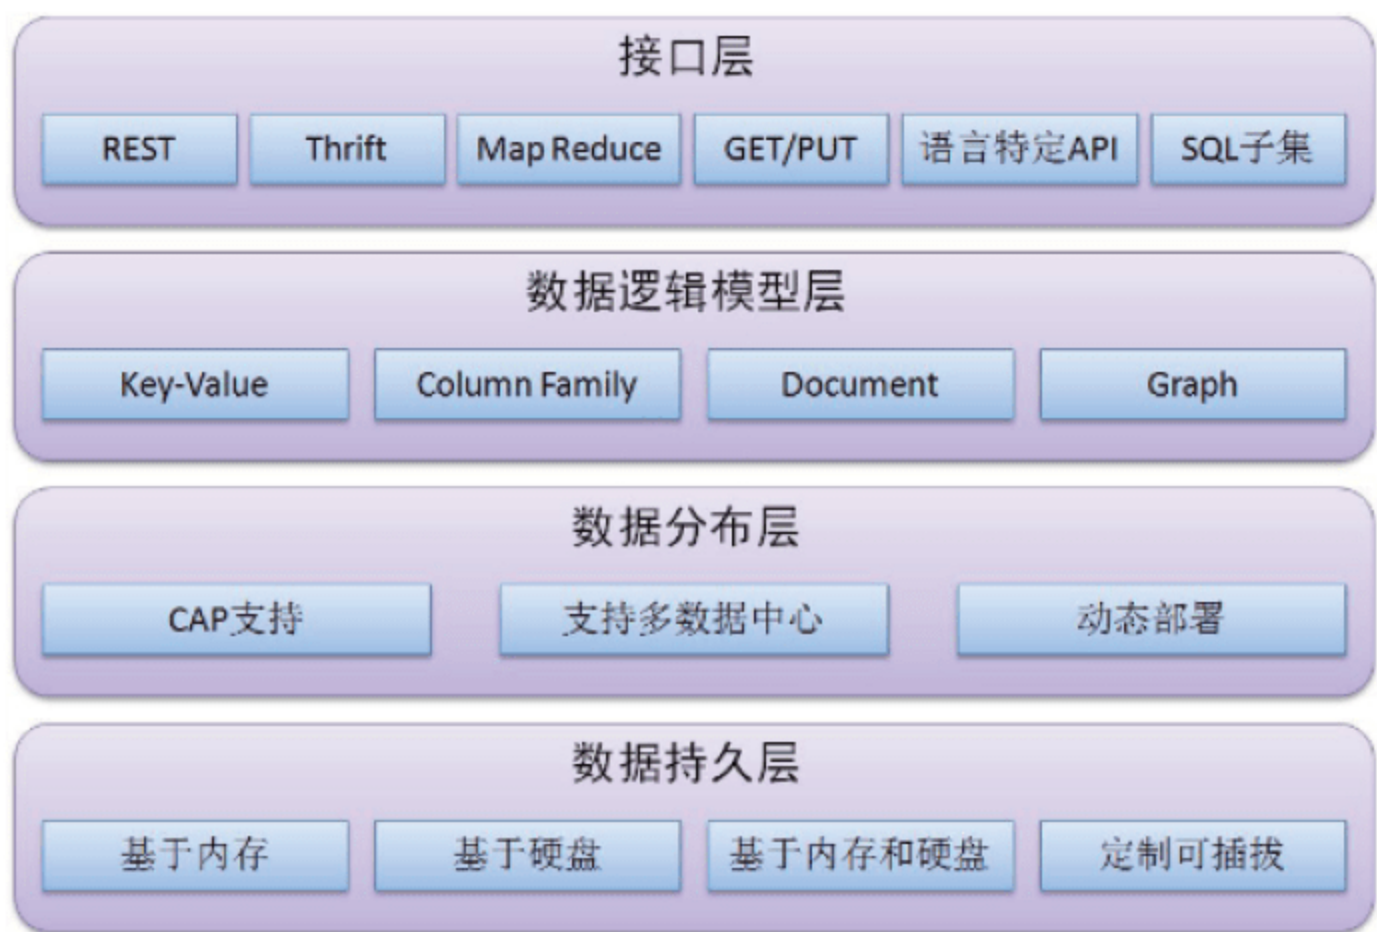 接口层
REST Thrift Map Reduce GET/PUT 语言特定API SQL子集
数据逻辑模型层
Key-Value Column Family Document Graph
数据分布层
CAP支持 支持多数据中心 动态部署
数据持久层
基于内存 基于硬盘 基于内存和硬盘 定制可插拔